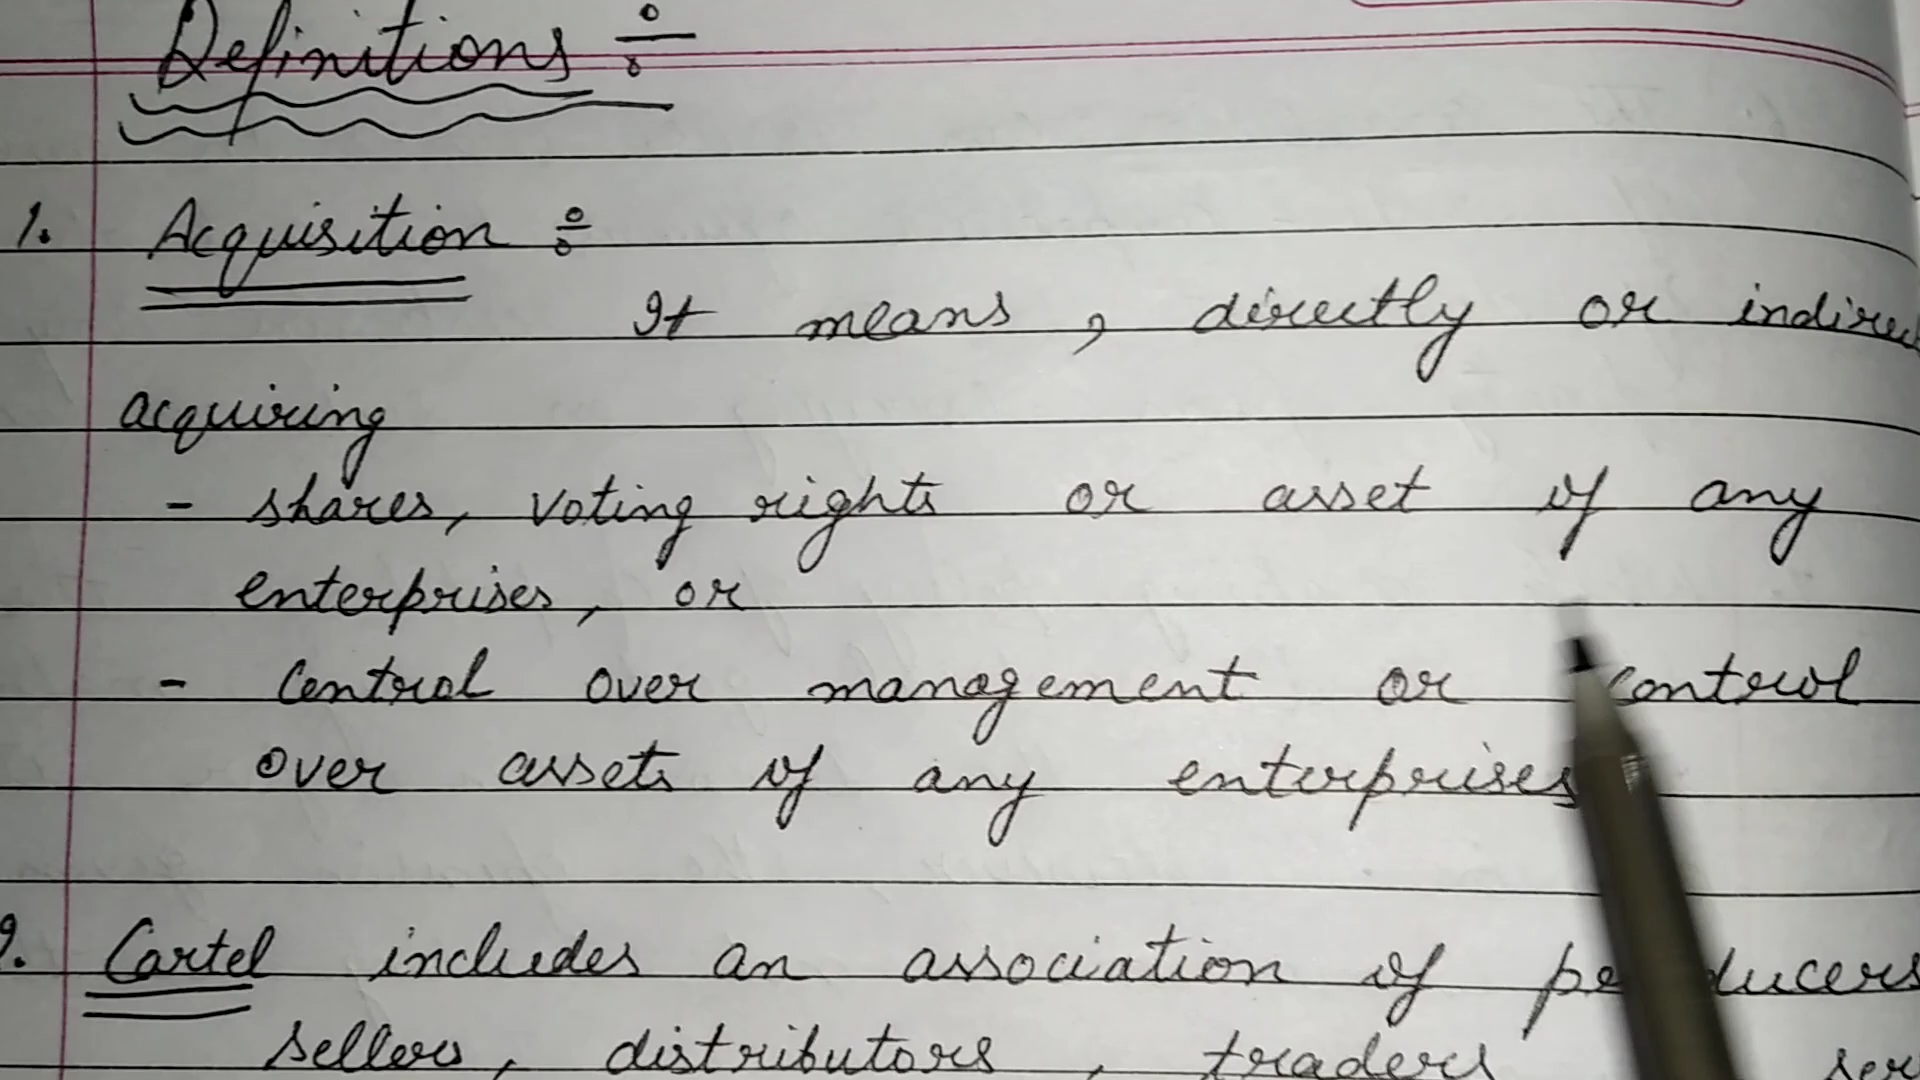 Definitions ÷
1. Acquisition ÷
It means, directly or
acquiring
- shares, voting rights or asset of any
enterprises, or
- Control over management or control
over assets of any enterprises
Cartel includes an association of
sellers, distributors, traders